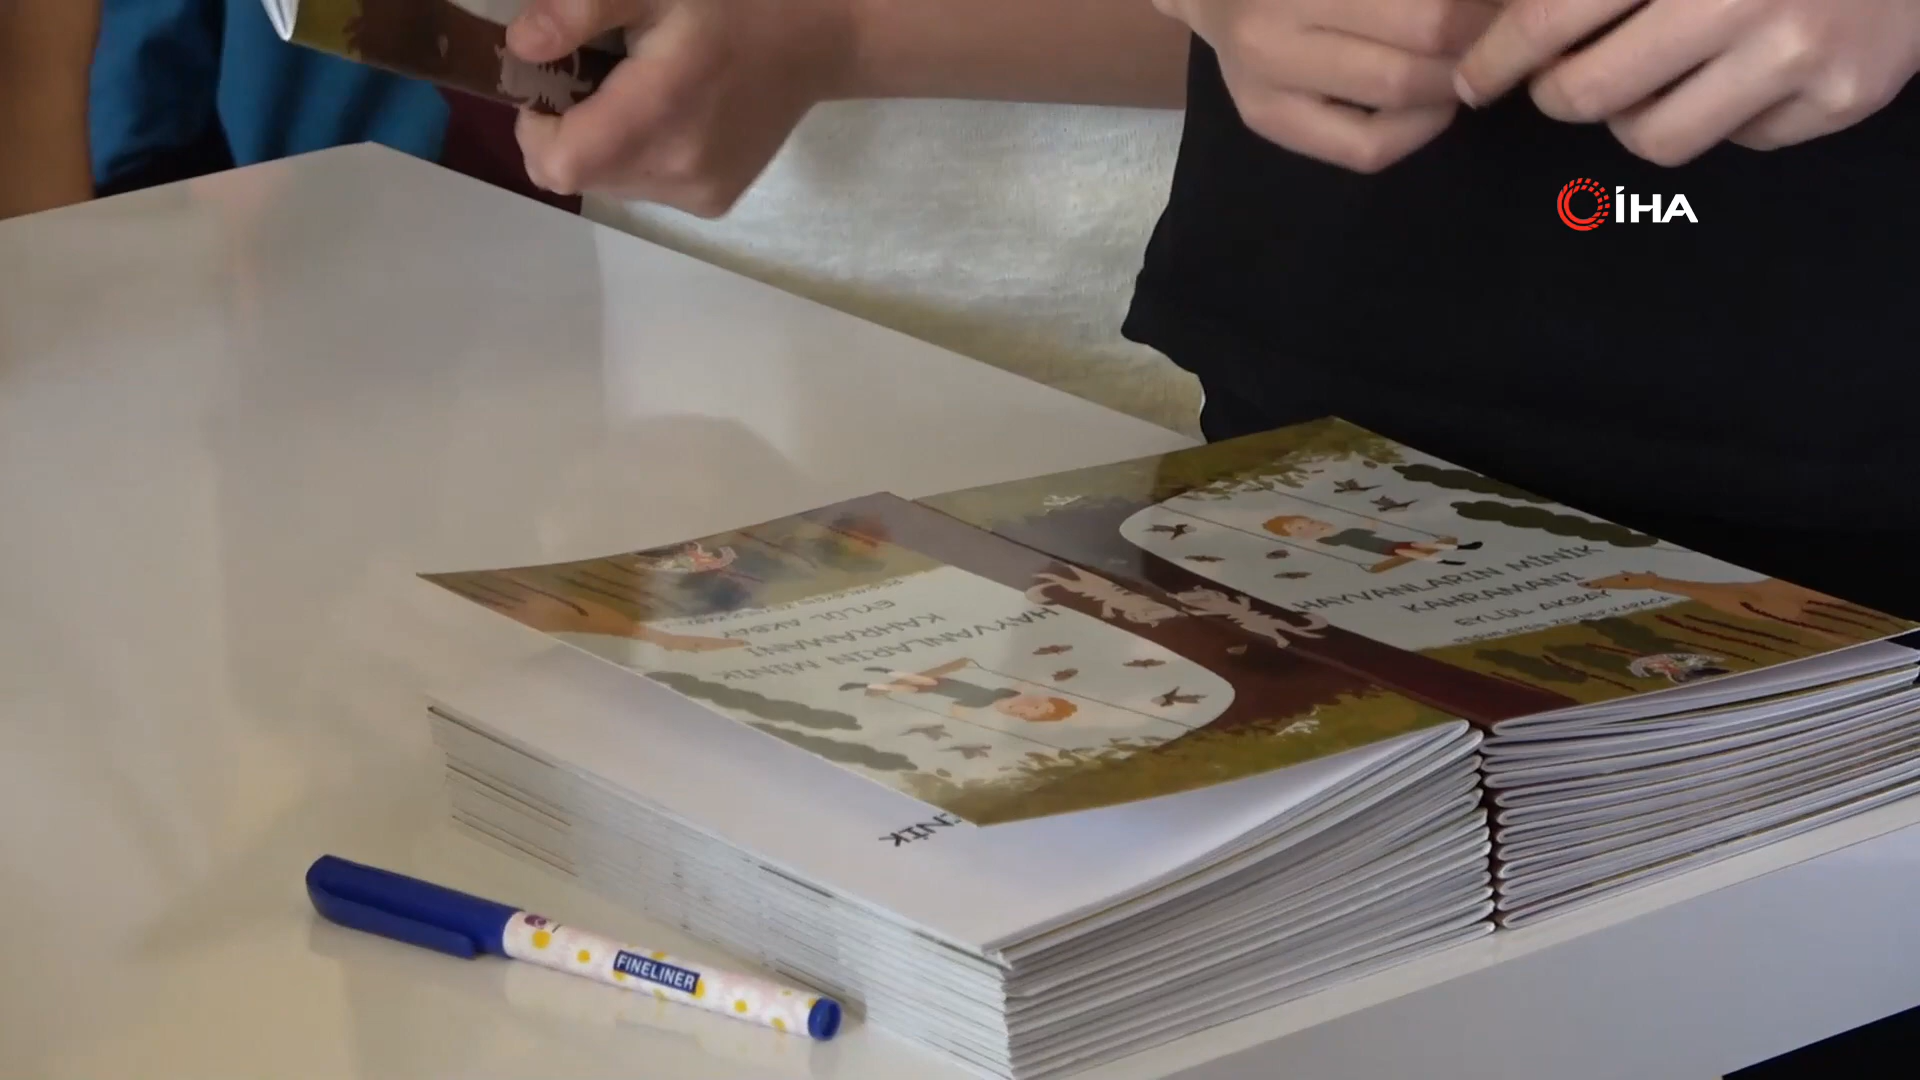 İHA
HAYVANLARIN MİNİK
KAHRAMANI
EYLÜL AKBAY
HAYVANLARIN MİNİK
KAHRAMANI
EYLÜL AKBAY
FINELINER